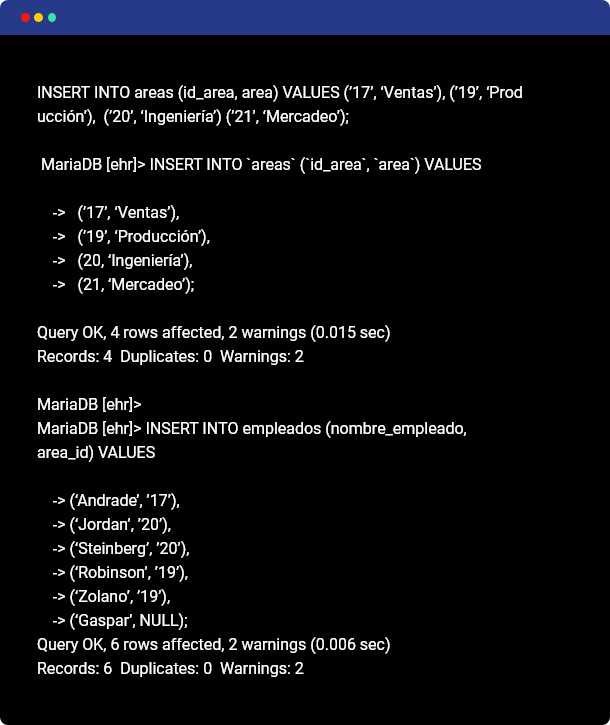 INSERT INTO areas (id_area, area) VALUES (’17’, ‘Ventas’), (’19’, ‘Prod
ucción’),  (’20’, ‘Ingeniería’) (’21’, ‘Mercadeo’);
MariaDB [ehr]> INSERT INTO `areas` (`id_area`, `area`) VALUES
->   (’17’, ‘Ventas’),
->   (’19’, ‘Producción’),
->   (20, ‘Ingeniería’),
->   (21, ‘Mercadeo’);
Query OK, 4 rows affected, 2 warnings (0.015 sec)
Records: 4  Duplicates: 0  Warnings: 2
MariaDB [ehr]>
MariaDB [ehr]> INSERT INTO empleados (nombre_empleado,
area_id) VALUES
-> (‘Andrade’, ’17’),
-> (‘Jordan’, ’20’),
-> (‘Steinberg’, ’20’),
-> (‘Robinson’, ’19’),
-> (‘Zolano’, ’19’),
-> (‘Gaspar’, NULL);
Query OK, 6 rows affected, 2 warnings (0.006 sec)
Records: 6  Duplicates: 0  Warnings: 2